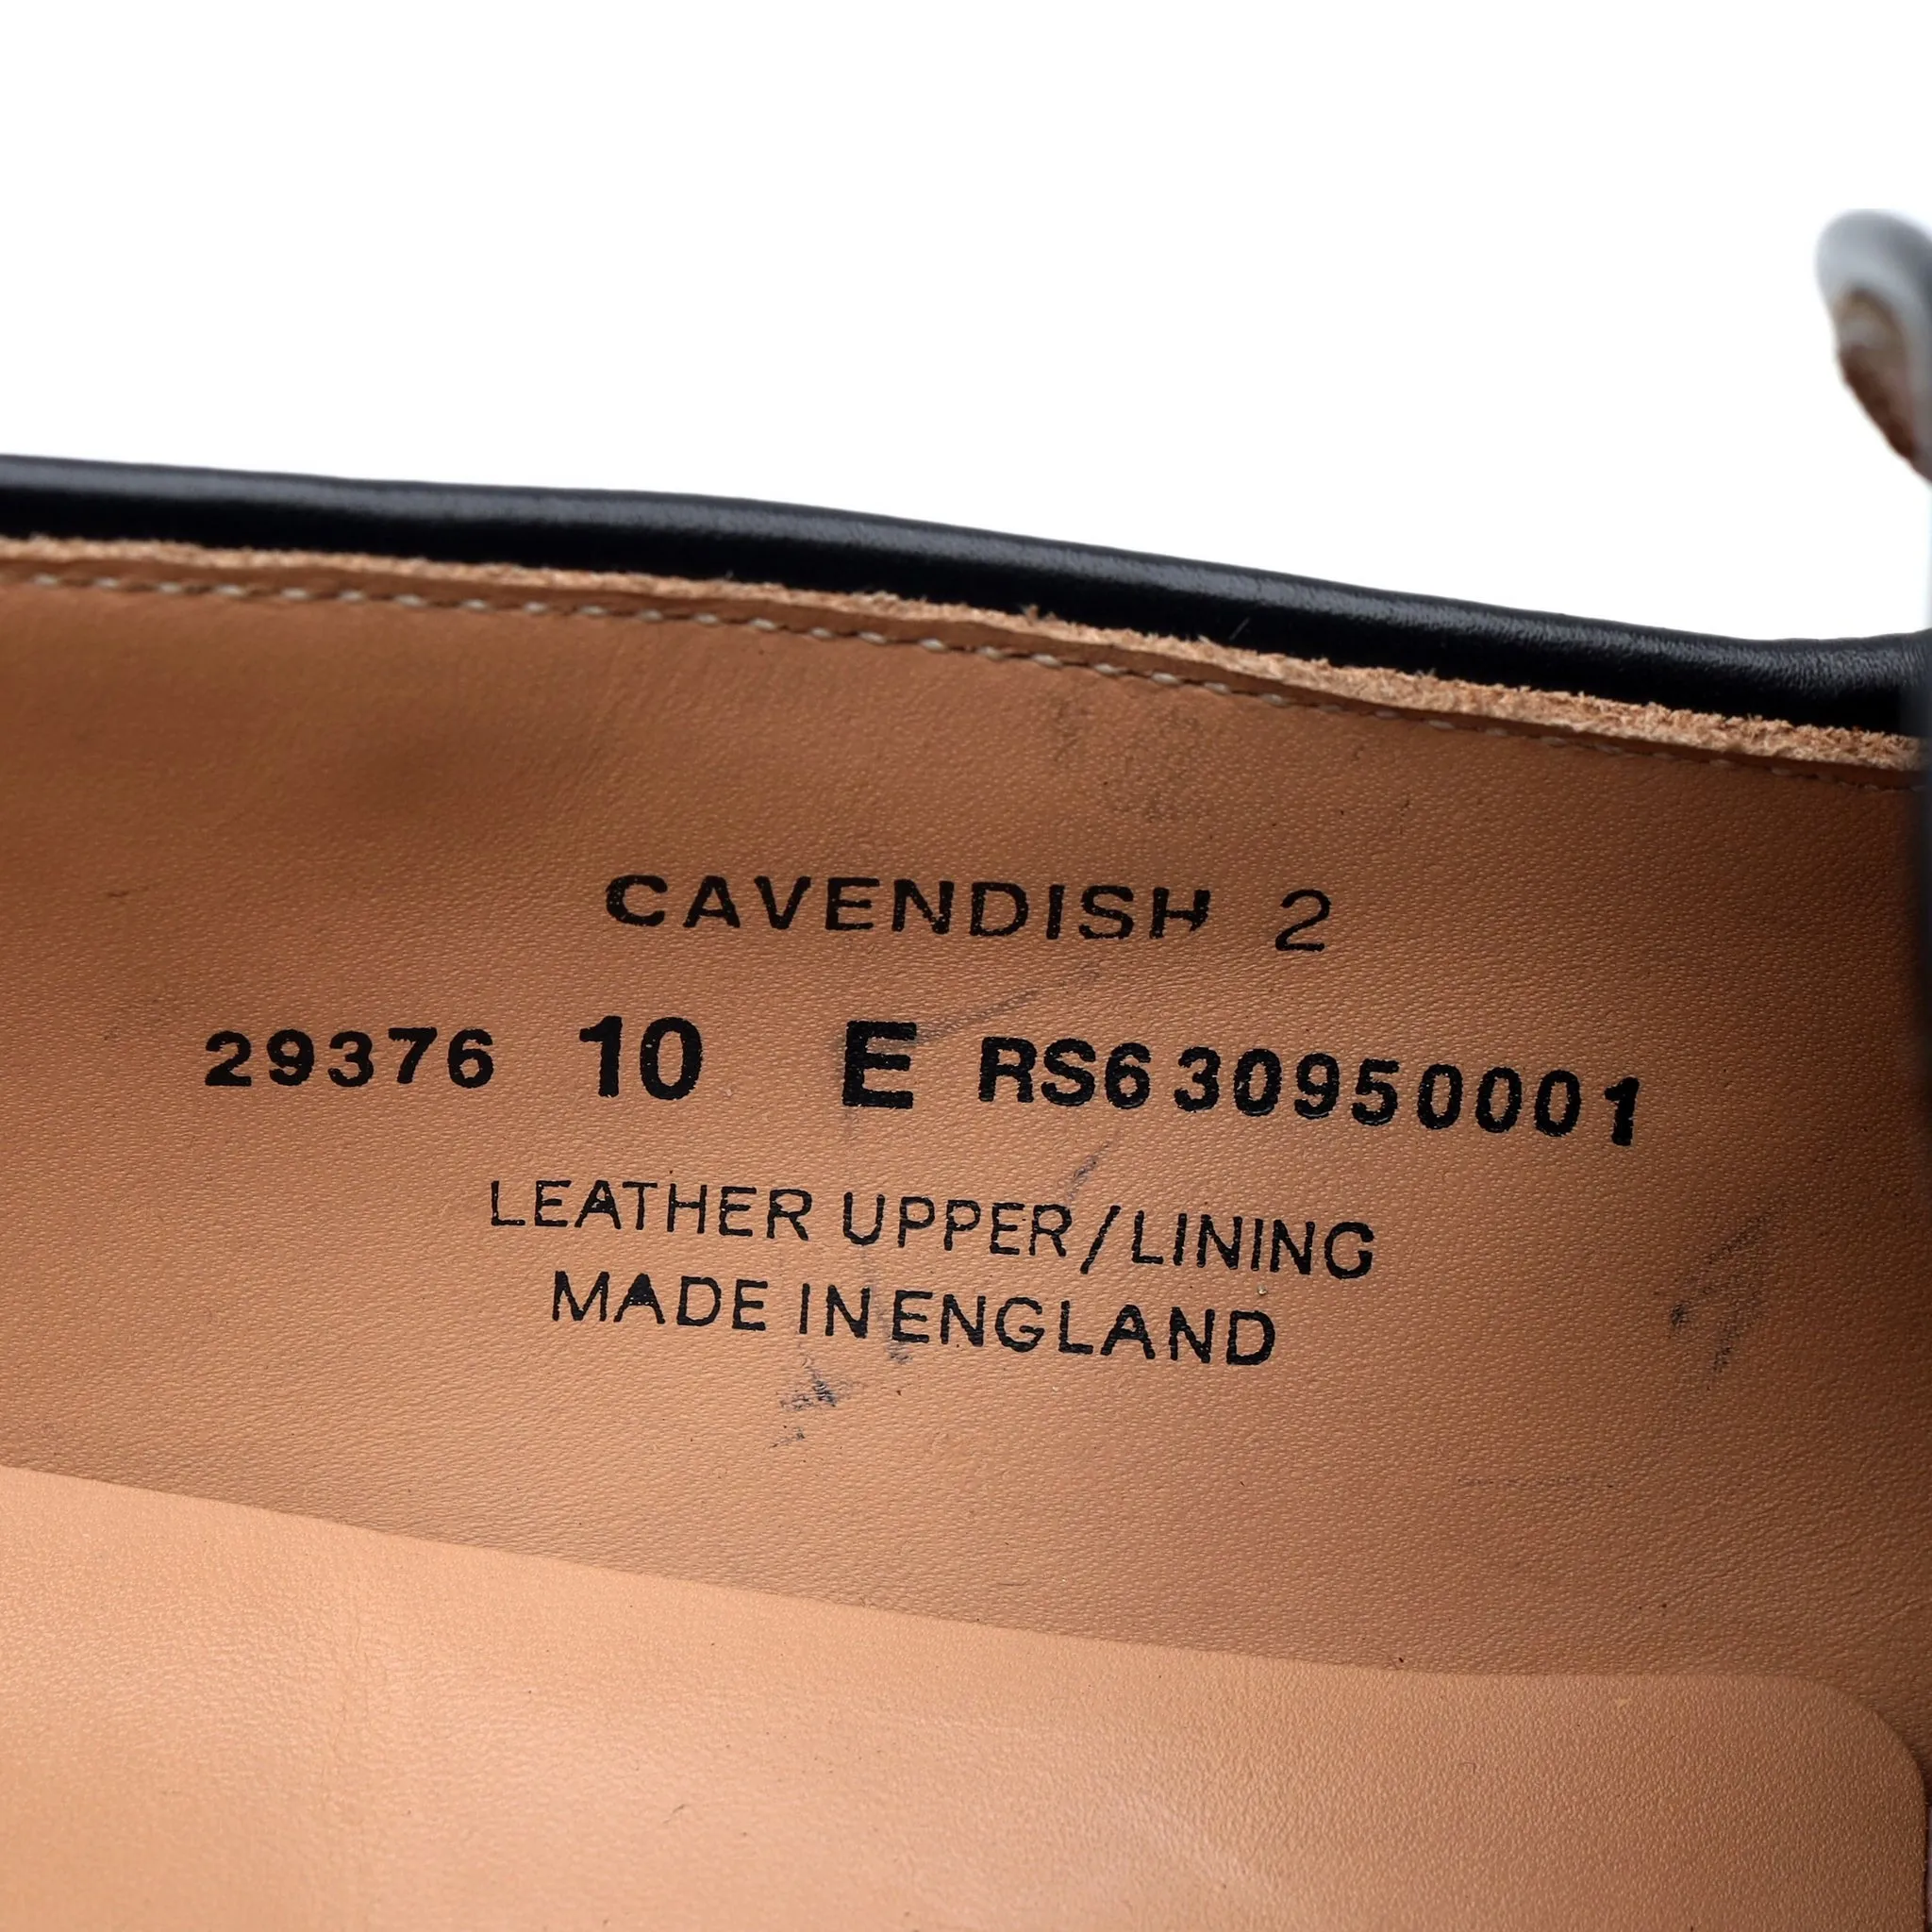 CAVENDISH 2
29376 10 E RS630950001
LEATHER UPPER/LINING
MADE IN ENGLAND